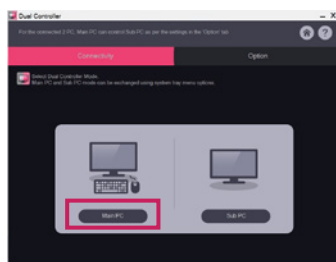 Dual Controller
For the connected 2 PC, Main PC can control Sub PC as per the settings in the 'Option' tab
Connectivity
Option
Select Dual Controller Mode.
Main PC and Sub PC mode can be exchanged using system tray menu options.
Main PC
Sub PC